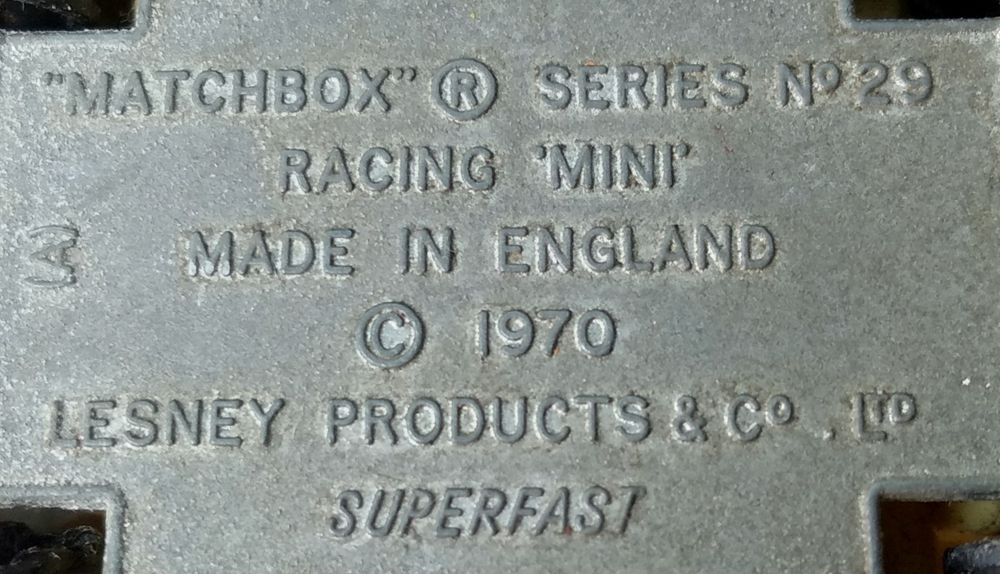 "MATCHBOX" ® SERIES Nº 29
RACING 'MINI'
MADE IN ENGLAND
© 1970
LESNEY PRODUCTS & Cº . LTD
SUPERFAST